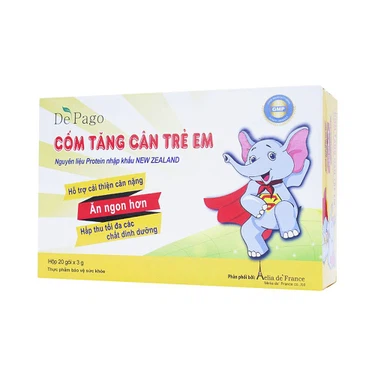 De Pago
CỐM TĂNG CÂN TRẺ EM
Nguyên liệu Protein nhập khẩu NEW ZEALAND
GMP
Hỗ trợ cải thiện cân nặng
Ăn ngon hơn
Hấp thu tối đa các
chất dinh dưỡng
Hộp 20 gói x 3 g
Thực phẩm bảo vệ sức khỏe
Phân phối bởi: Aelia de France